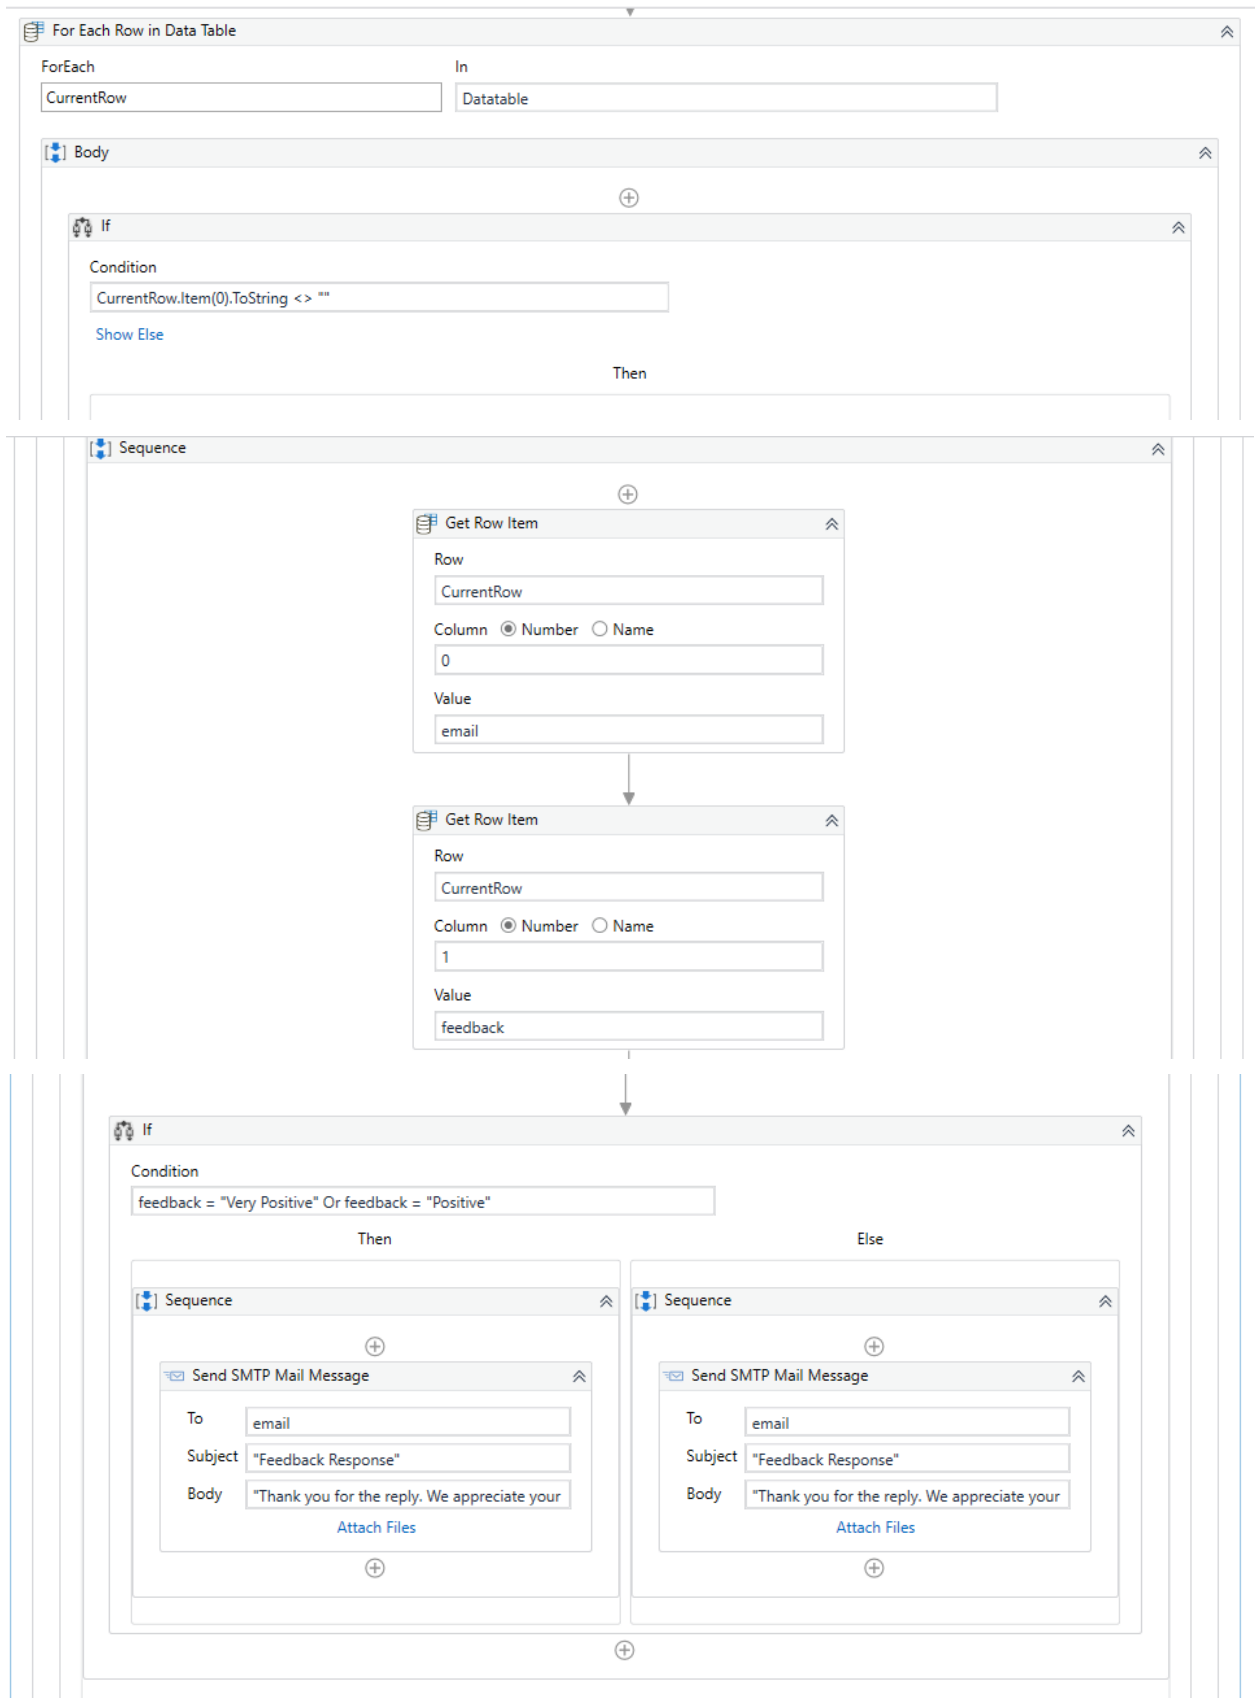 For Each Row in Data Table
ForEach
In
CurrentRow
Datatable
Body
If
Condition
CurrentRow.Item(0).ToString <> ""
Show Else
Then
Sequence
Get Row Item
Row
CurrentRow
Column Number Name
0
Value
email
Get Row Item
Row
CurrentRow
Column Number Name
1
Value
feedback
If
Condition
feedback = "Very Positive" Or feedback = "Positive"
Then
Else
Sequence
Sequence
Send SMTP Mail Message
Send SMTP Mail Message
To email
To email
Subject "Feedback Response"
Subject "Feedback Response"
Body "Thank you for the reply. We appreciate your
Body "Thank you for the reply. We appreciate your
Attach Files
Attach Files